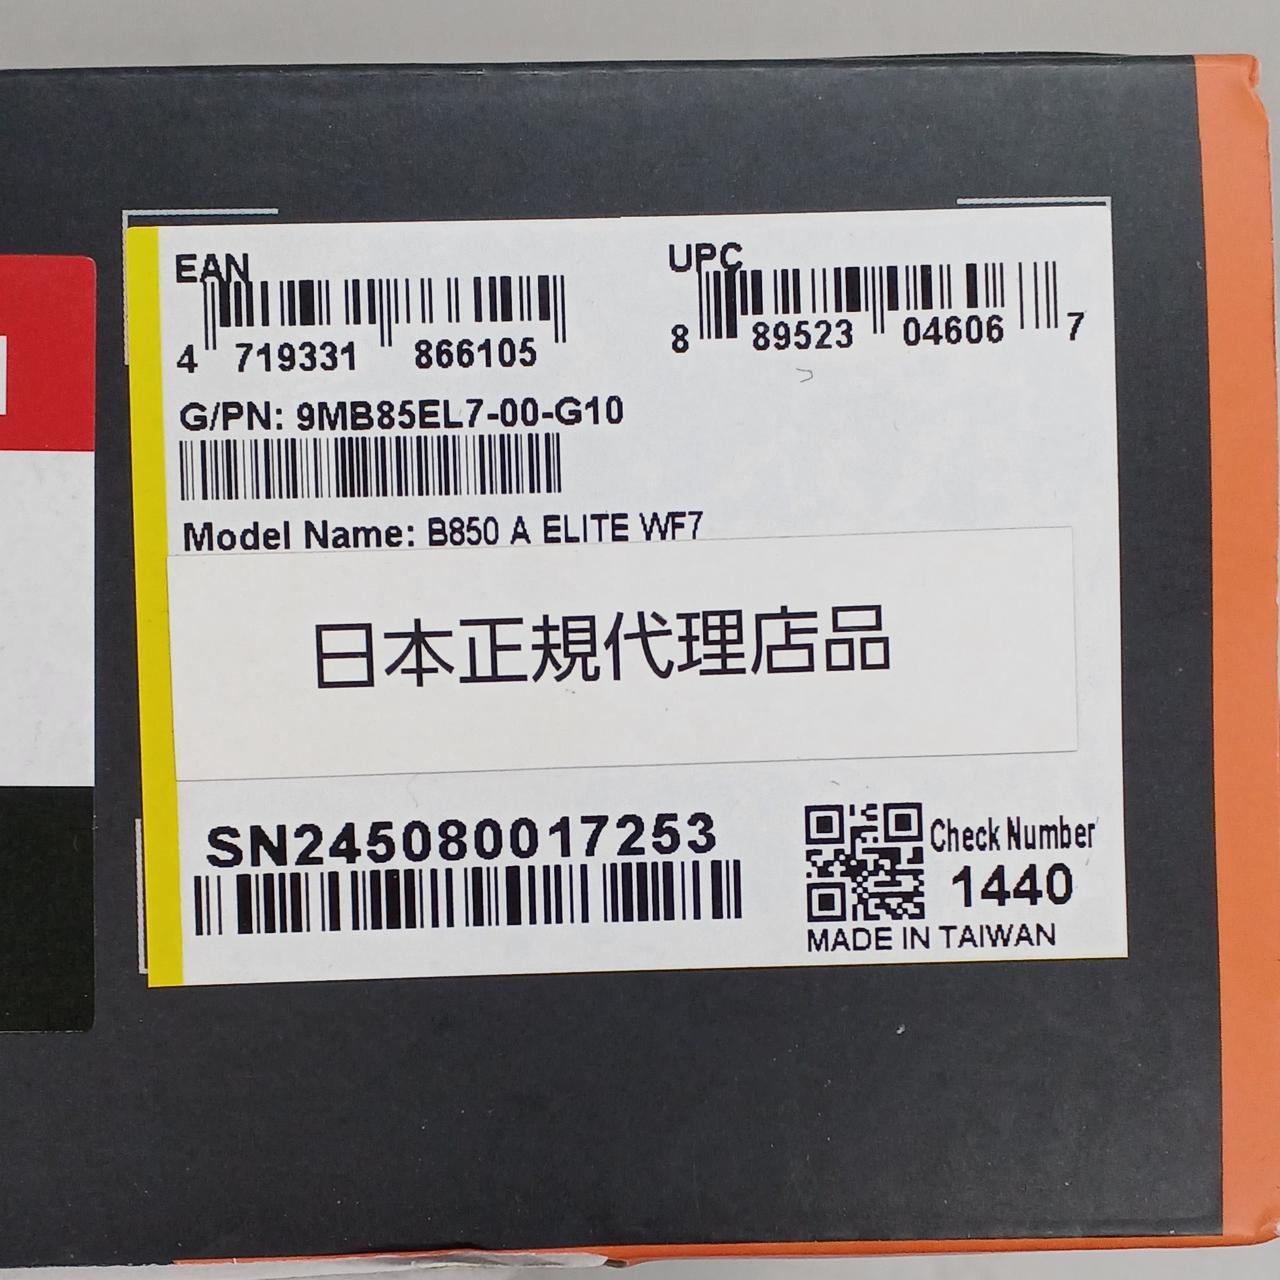 EAN
4 719331 866105
UPC
8 89523 04606 7
G/PN: 9MB85EL7-00-G10
Model Name: B850 A ELITE WF7
日本正規代理店品
SN245080017253
Check Number
1440
MADE IN TAIWAN